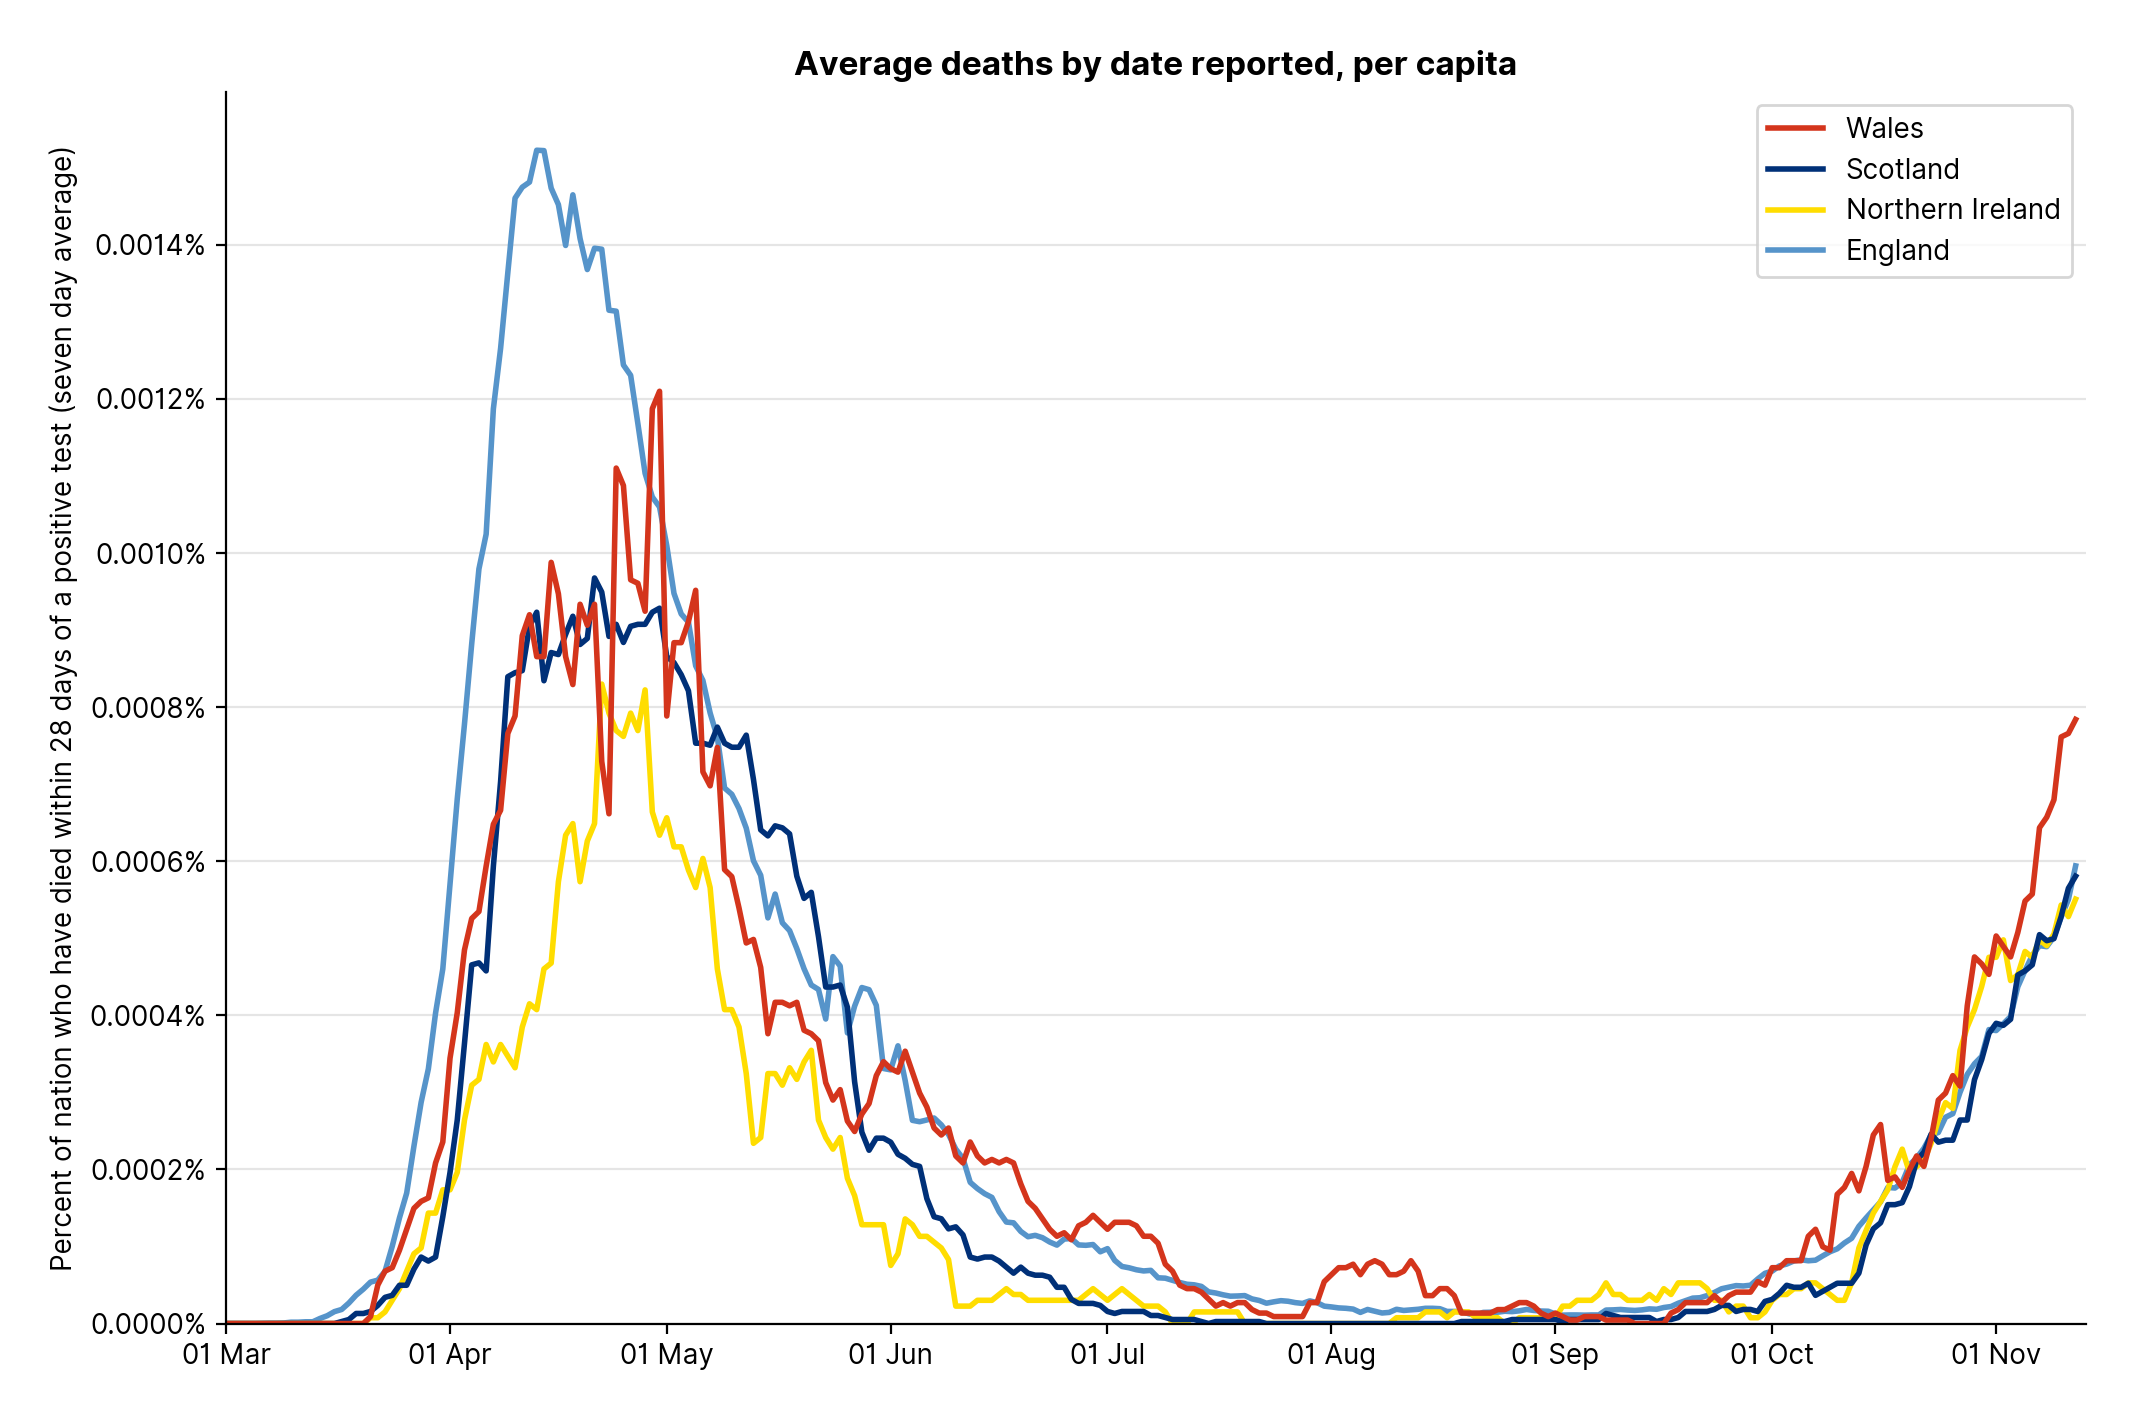 Average deaths by date reported, per capita
Percent of nation who have died within 28 days of a positive test (seven day average)
Wales
Scotland
Northern Ireland
England
0.0014%
0.0012%
0.0010%
0.0008%
0.0006%
0.0004%
0.0002%
0.0000%
01 Mar
01 Apr
01 May
01 Jun
01 Jul
01 Aug
01 Sep
01 Oct
01 Nov